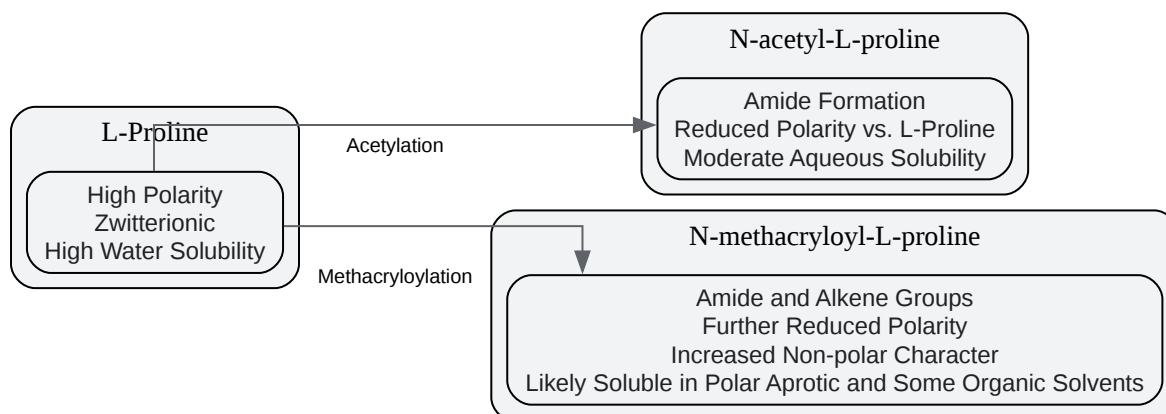 L-Proline
High Polarity
Zwitterionic
High Water Solubility
Acetylation
Methacryloylation
N-acetyl-L-proline
Amide Formation
Reduced Polarity vs. L-Proline
Moderate Aqueous Solubility
N-methacryloyl-L-proline
Amide and Alkene Groups
Further Reduced Polarity
Increased Non-polar Character
Likely Soluble in Polar Aprotic and Some Organic Solvents